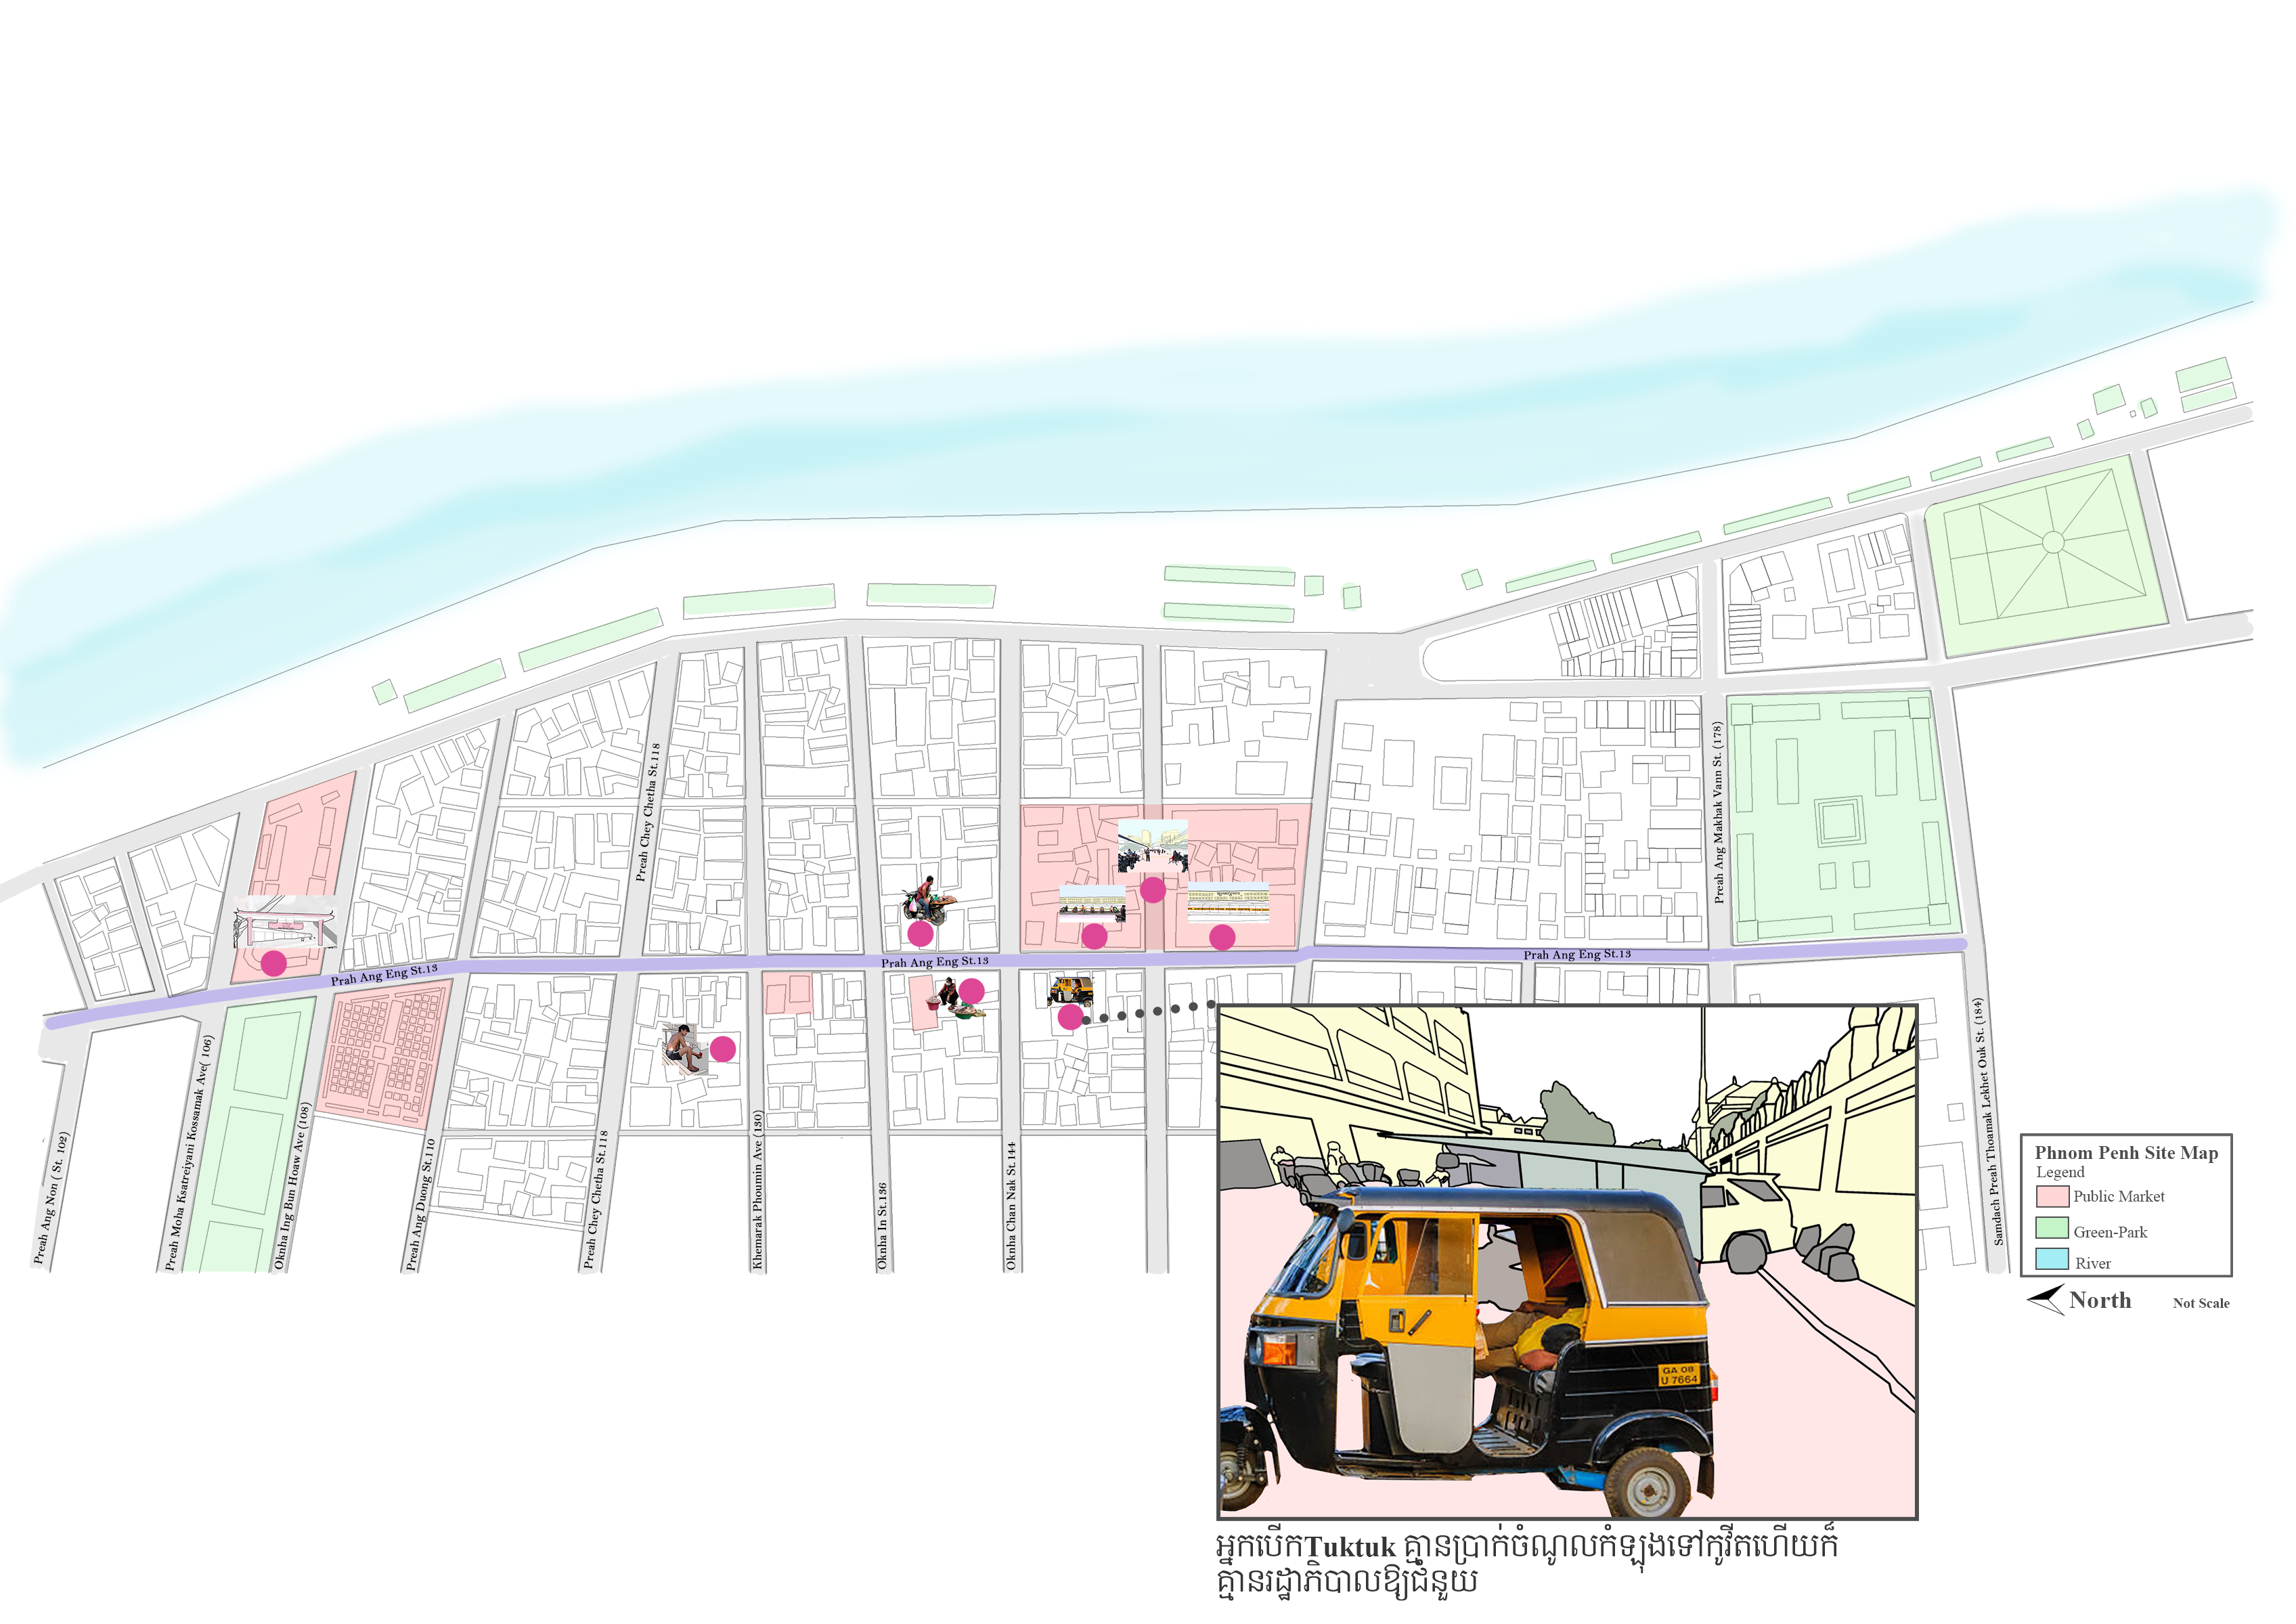 Preah Chey Chetha St.118
Preah Ang Makhak Vann St. (178)
Prah Ang Eng St.13
Prah Ang Eng St.13
Prah Ang Eng St.13
Preah Ang Non ( St. 102)
Preah Moha Ksatreiyani Kossamak Ave( 106)
Oknha Ing Bun Hoaw Ave (108)
Preah Ang Duong St.110
Preah Chey Chetha St.118
Khemarak Phoumin Ave (130)
Oknha In St.136
Oknha Chan Nak St.144
Samdach Preah Thoamak Lekhet Ouk St. (184)
Phnom Penh Site Map
Legend
Public Market
Green-Park
River
North
Not Scale
GA 08
U 7664
អ្នកបើកTuktuk គ្មានប្រាក់ចំណូលកំឡុងទៅកូវីតហើយក៏
គ្មានរដ្ឋាភិបាលឱ្យជំនួយ